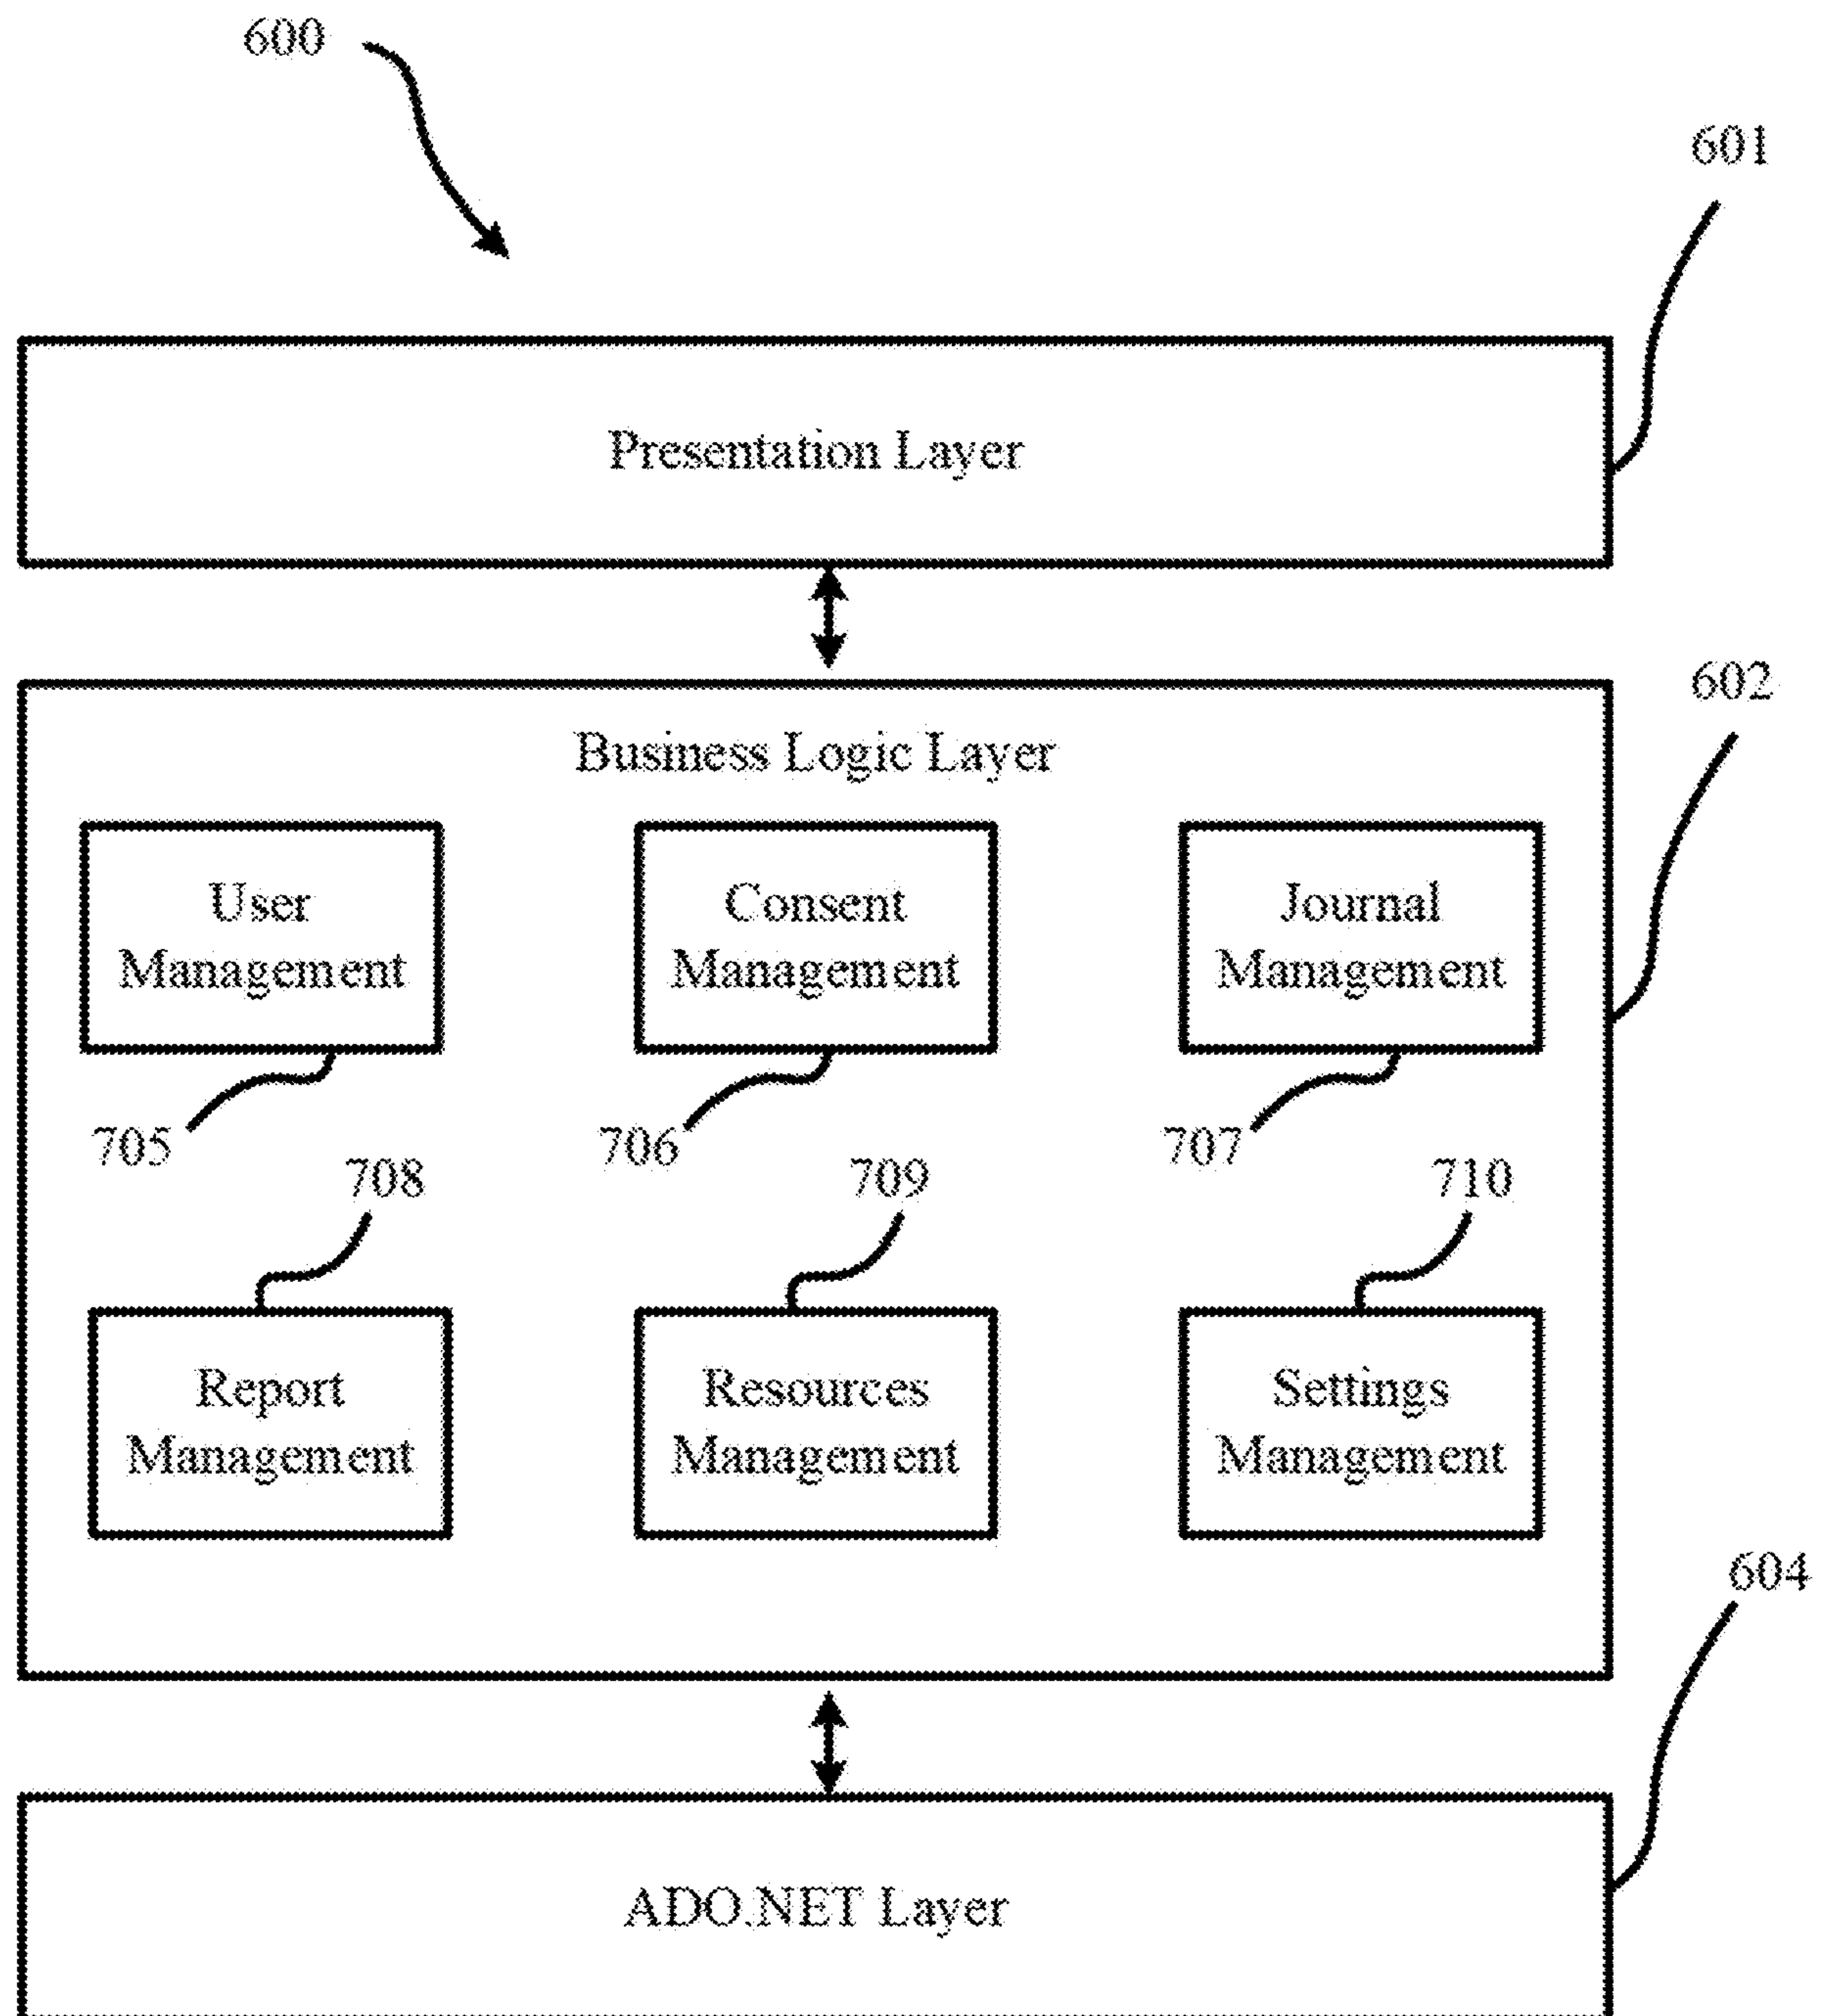 600
601
Presentation Layer
602
Business Logic Layer
User
Management
Consent
Management
Journal
Management
705
706
707
708
709
710
Report
Management
Resources
Management
Settings
Management
604
ADO.NET Layer